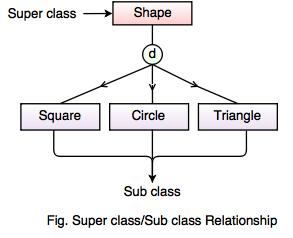 Super class
Shape
d
Square
Circle
Triangle
Sub class
Fig. Super class/Sub class Relationship